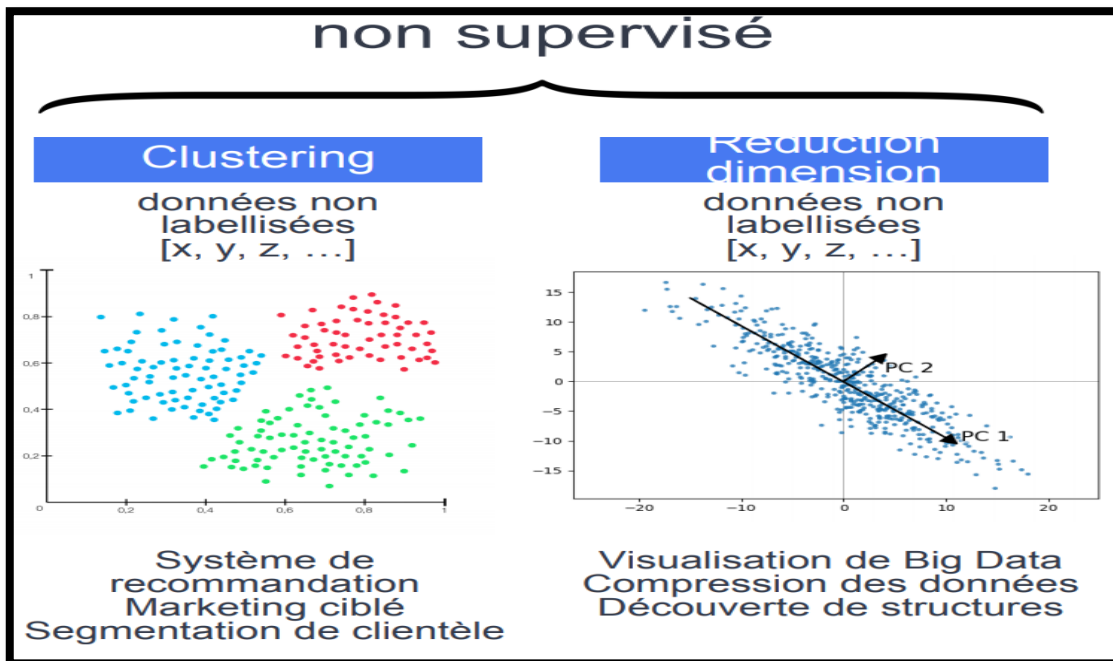 non supervisé
Clustering
données non
labellisées
[x, y, z, ...]
1
0,8
0,6
0,4
0,2
0
0,2
0,4
0,6
0,8
1
Système de
recommandation
Marketing ciblé
Segmentation de clientèle
Réduction
dimension
données non
labellisées
[x, y, z, ...]
15
10
5
0
−5
−10
−15
PC 2
PC 1
−20
−10
0
10
20
Visualisation de Big Data
Compression des données
Découverte de structures